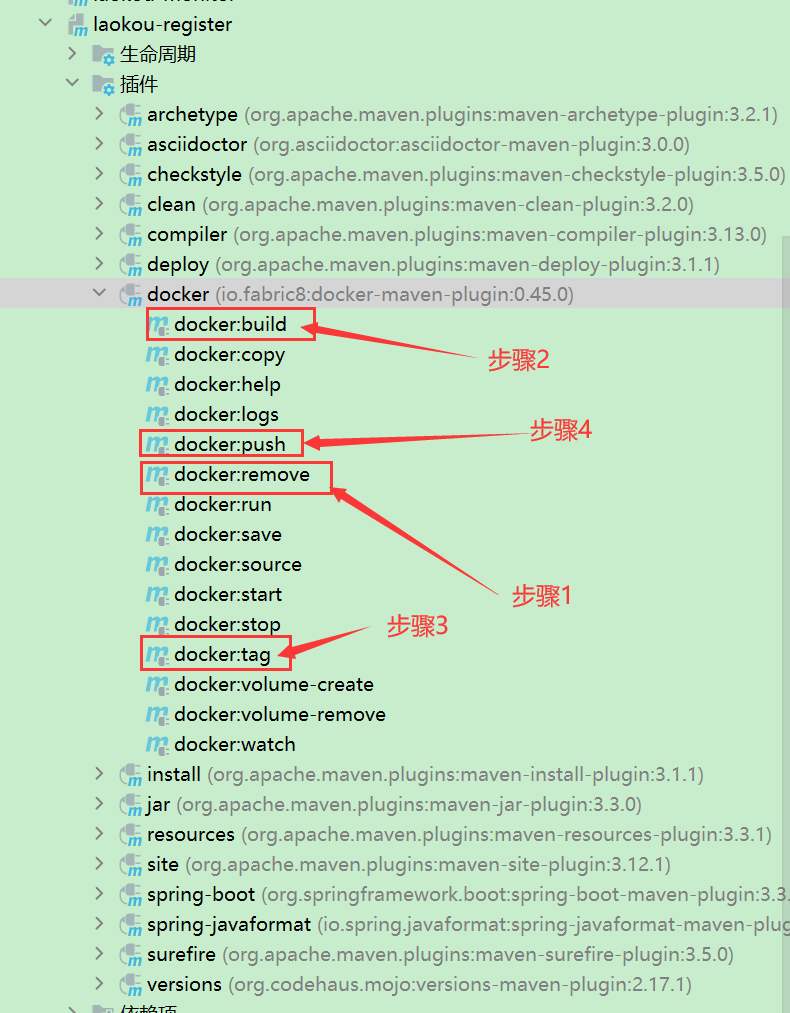 laokou-monitor
laokou-register
生命周期
插件
archetype (org.apache.maven.plugins:maven-archetype-plugin:3.2.1)
asciidoctor (org.asciidoctor:asciidoctor-maven-plugin:3.0.0)
checkstyle (org.apache.maven.plugins:maven-checkstyle-plugin:3.5.0)
clean (org.apache.maven.plugins:maven-clean-plugin:3.2.0)
compiler (org.apache.maven.plugins:maven-compiler-plugin:3.13.0)
deploy (org.apache.maven.plugins:maven-deploy-plugin:3.1.1)
docker (io.fabric8:docker-maven-plugin:0.45.0)
docker:build
步骤2
docker:copy
docker:help
docker:logs
docker:push
步骤4
docker:remove
步骤1
docker:run
docker:save
docker:source
docker:start
docker:stop
步骤3
docker:tag
docker:volume-create
docker:volume-remove
docker:watch
install (org.apache.maven.plugins:maven-install-plugin:3.1.1)
jar (org.apache.maven.plugins:maven-jar-plugin:3.3.0)
resources (org.apache.maven.plugins:maven-resources-plugin:3.3.1)
site (org.apache.maven.plugins:maven-site-plugin:3.12.1)
spring-boot (org.springframework.boot:spring-boot-maven-plugin:3.3.
spring-javaformat (io.spring.javaformat:spring-javaformat-maven-plug
surefire (org.apache.maven.plugins:maven-surefire-plugin:3.5.0)
versions (org.codehaus.mojo:versions-maven-plugin:2.17.1)
依赖项